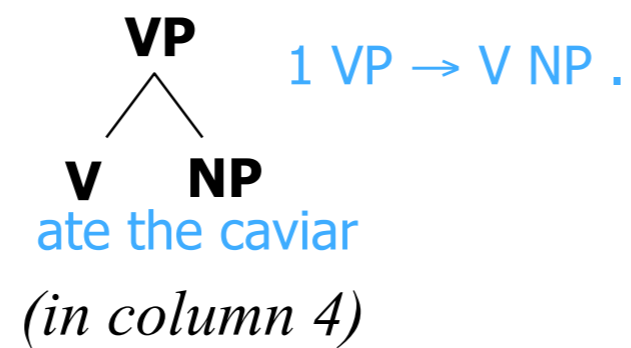 VP
1 VP → V NP .
V NP
ate the caviar
(in column 4)